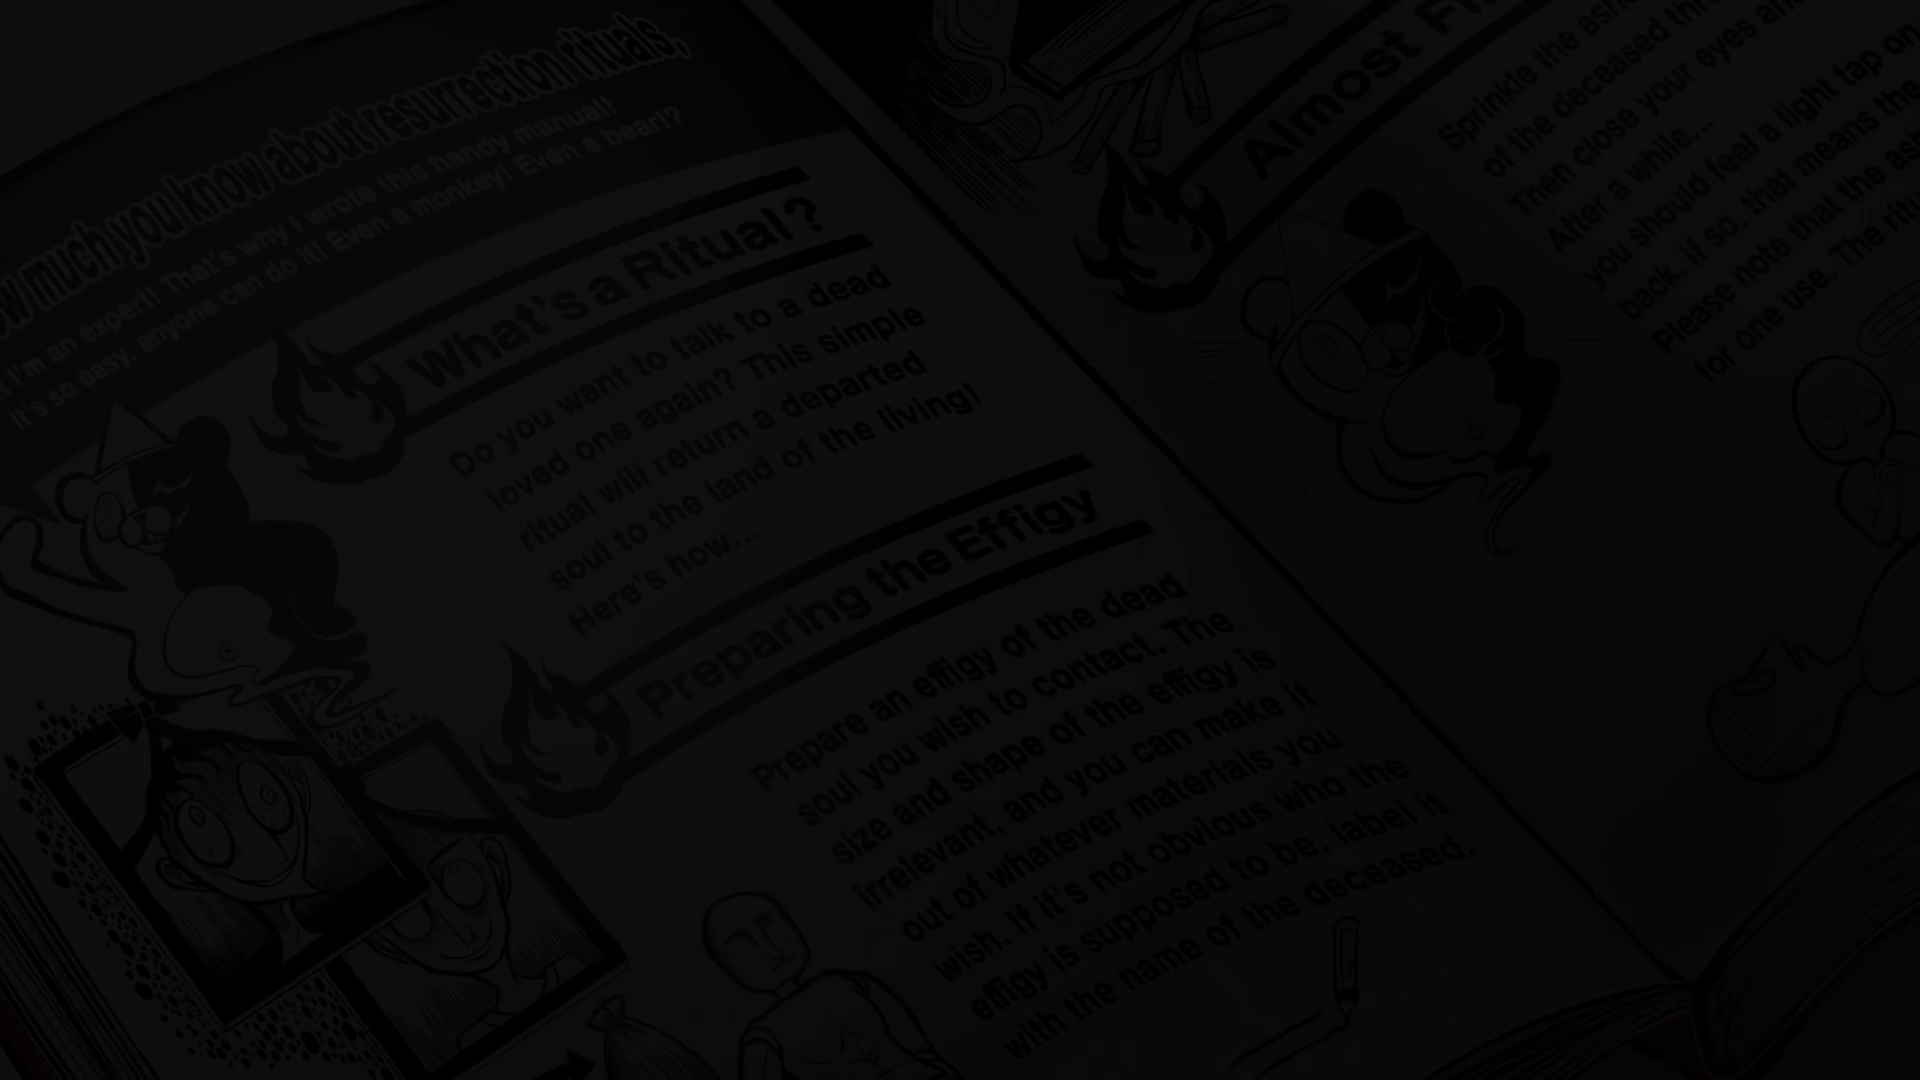 ow much you know about resurrection rituals,
I'm an expert! That's why I wrote this handy manual!
It's so easy, anyone can do it! Even a monkey! Even a bear!?
What's a Ritual?
Do you want to talk to a dead
loved one again? This simple
ritual will return a departed
soul to the land of the living!
Here's how...
Preparing the Effigy
Prepare an effigy of the dead
soul you wish to contact. The
size and shape of the effigy is
irrelevant, and you can make it
out of whatever materials you
wish. If it's not obvious who the
effigy is supposed to be, label it
with the name of the deceased.
Almost
Sprinkle the
of the deceased
Then close your eyes
After a while...
you should feel a light tap on
back. If so, that means the
Please note that the
for one use. The